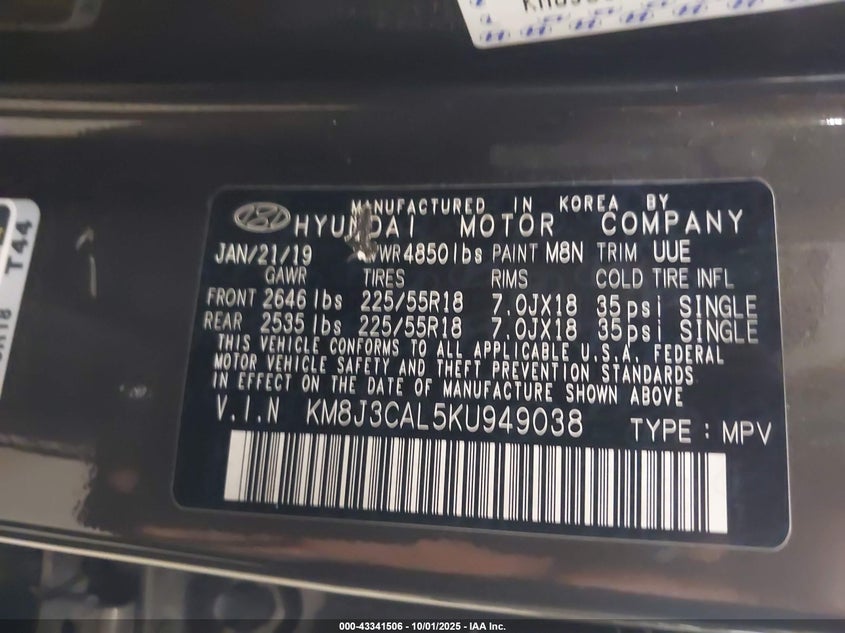 MANUFACTURED IN KOREA BY
HYUNDAI MOTOR COMPANY
JAN/21/19 GVWR 4850lbs PAINT M8N TRIM UUE
GAWR TIRES RIMS COLD TIRE INFL
FRONT 2646 lbs 225/55R18 7.0JX18 35psi SINGLE
REAR 2535 lbs 225/55R18 7.0JX18 35psi SINGLE
THIS VEHICLE CONFORMS TO ALL APPLICABLE U.S.A. FEDERAL
MOTOR VEHICLE SAFETY AND THEFT PREVENTION STANDARDS
IN EFFECT ON THE DATE OF MANUFACTURE SHOWN ABOVE
V.I.N KM8J3CAL5KU949038 TYPE : MPV
T44
000-43341506 - 10/01/2025 - IAA Inc.